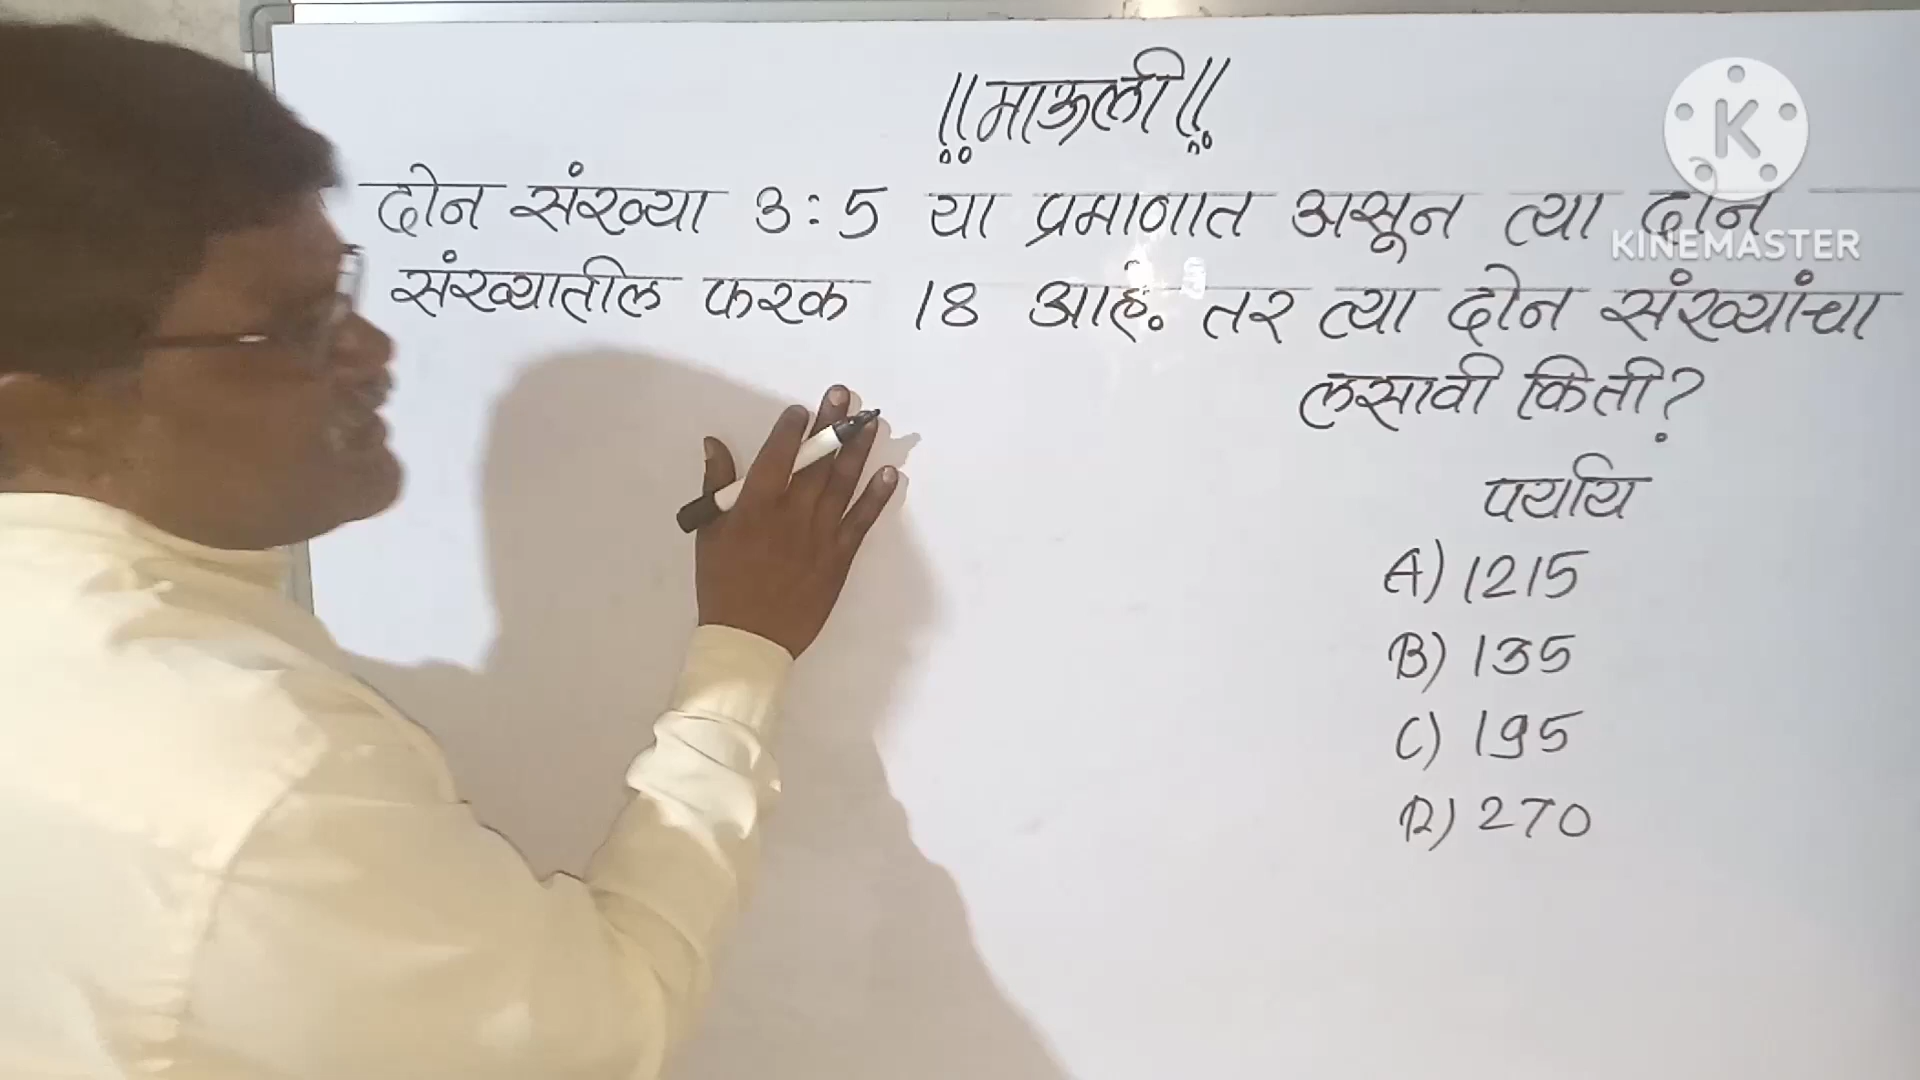 ॥माऊली॥
दोन संख्या 3:5 या प्रमाणात असून त्या दोन
संख्यातील फरक 18 आहे. तर त्या दोन संख्यांचा
लसावी किती?
पर्याय
A) 1215
B) 135
C) 195
D) 270
K
KINEMASTER